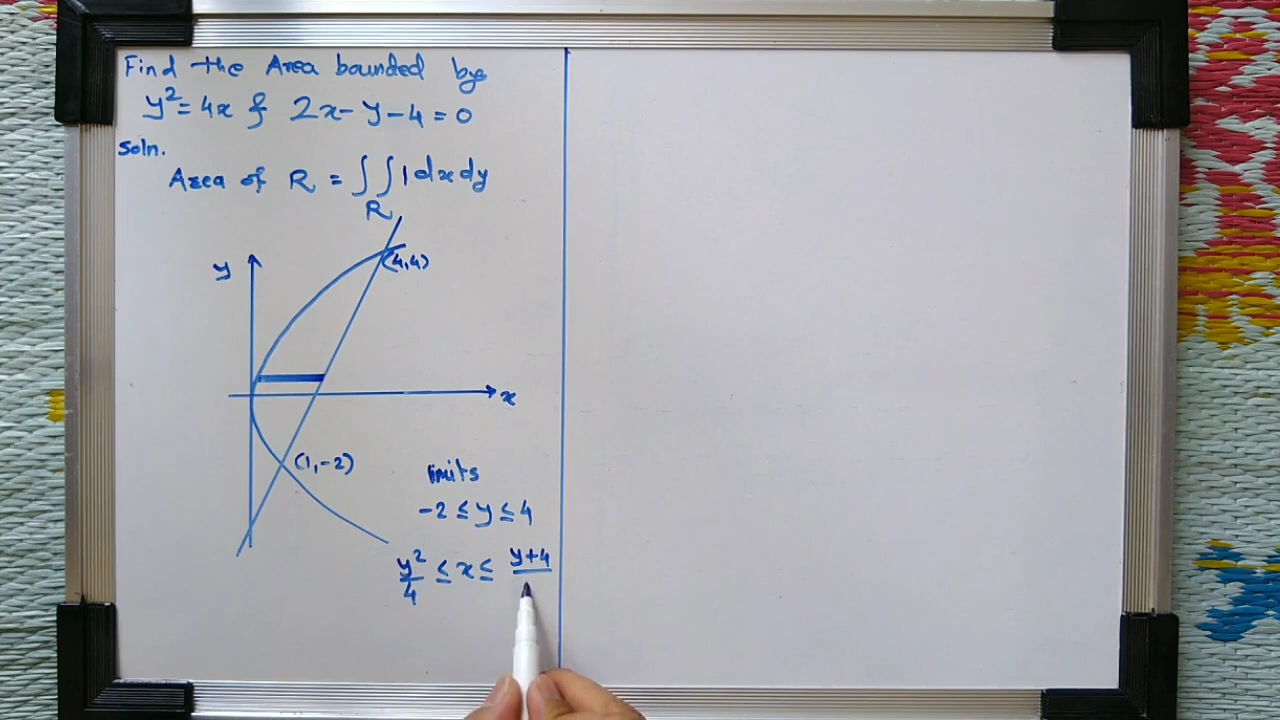 Find the Area bounded by
y² = 4x & 2x - y - 4 = 0
Soln.
Area of R = ∫∫ 1 dx dy
R
y
(4,4)
x
(1,-2)
limits
-2 ≤ y ≤ 4
y²/4 ≤ x ≤ y+4